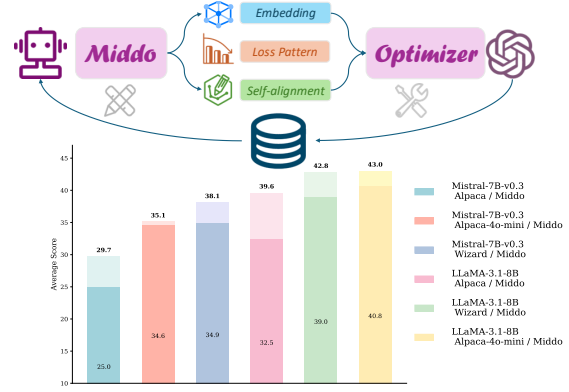 Embedding
Middo
Loss Pattern
Optimizer
Self-alignment
45
40
35
30
25
20
15
10
Average Score
29.7
35.1
38.1
39.6
42.8
43.0
25.0
34.6
34.9
32.5
39.0
40.8
Mistral-7B-v0.3
Alpaca / Middo
Mistral-7B-v0.3
Alpaca-4o-mini / Middo
Mistral-7B-v0.3
Wizard / Middo
LLaMA-3.1-8B
Alpaca / Middo
LLaMA-3.1-8B
Wizard / Middo
LLaMA-3.1-8B
Alpaca-4o-mini / Middo